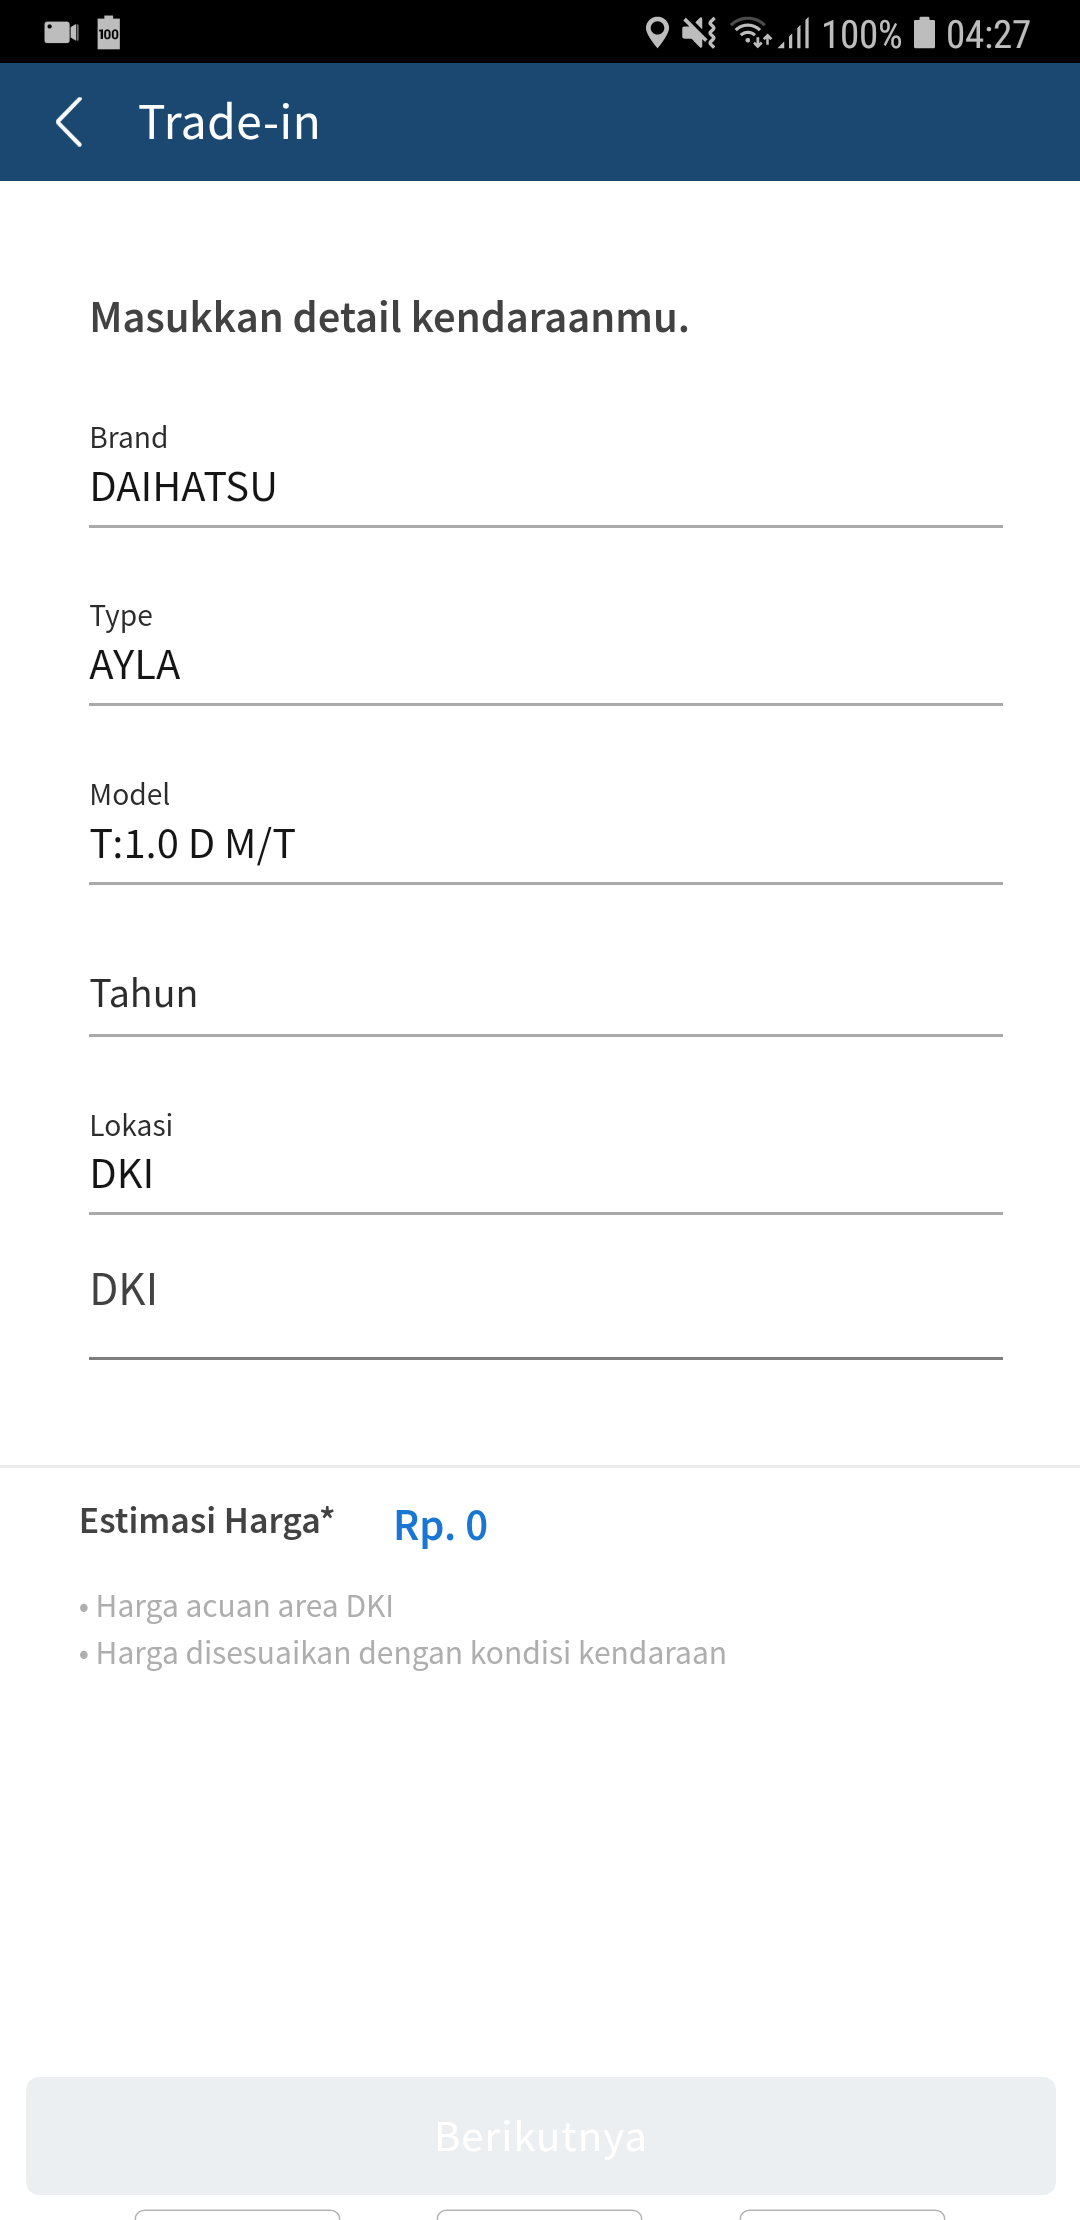 100 100% 04:27
Trade-in
Masukkan detail kendaraanmu.
Brand
DAIHATSU
Type
AYLA
Model
T:1.0 D M/T
Tahun
Lokasi
DKI
DKI
Estimasi Harga* Rp. 0
• Harga acuan area DKI
• Harga disesuaikan dengan kondisi kendaraan
Berikutnya